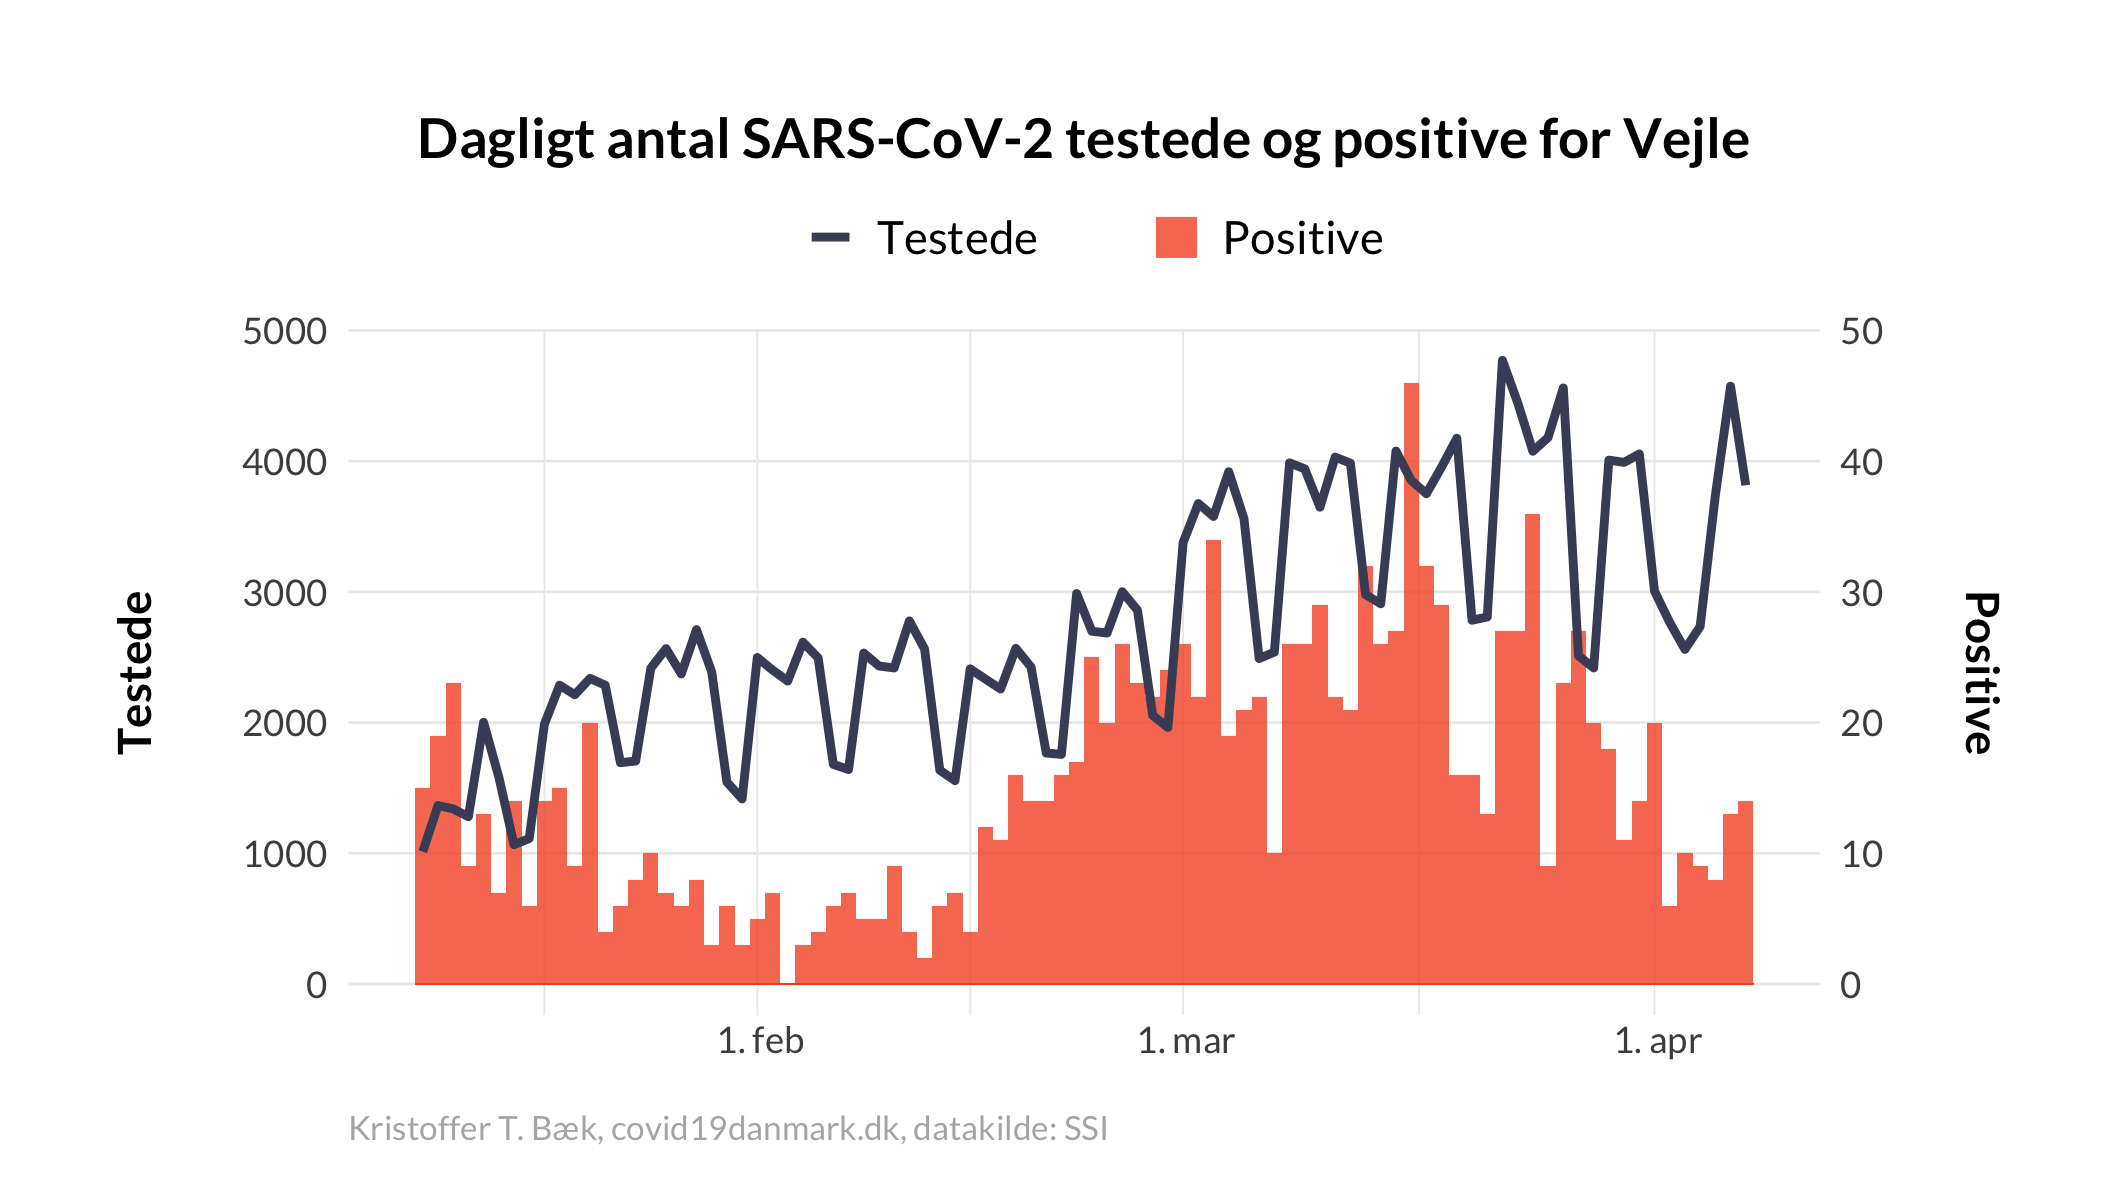 Dagligt antal SARS-CoV-2 testede og positive for Vejle
Testede
Positive
5000
4000
3000
2000
1000
0
50
40
30
20
10
0
Testede
Positive
1. feb
1. mar
1. apr
Kristoffer T. Bæk, covid19danmark.dk, datakilde: SSI